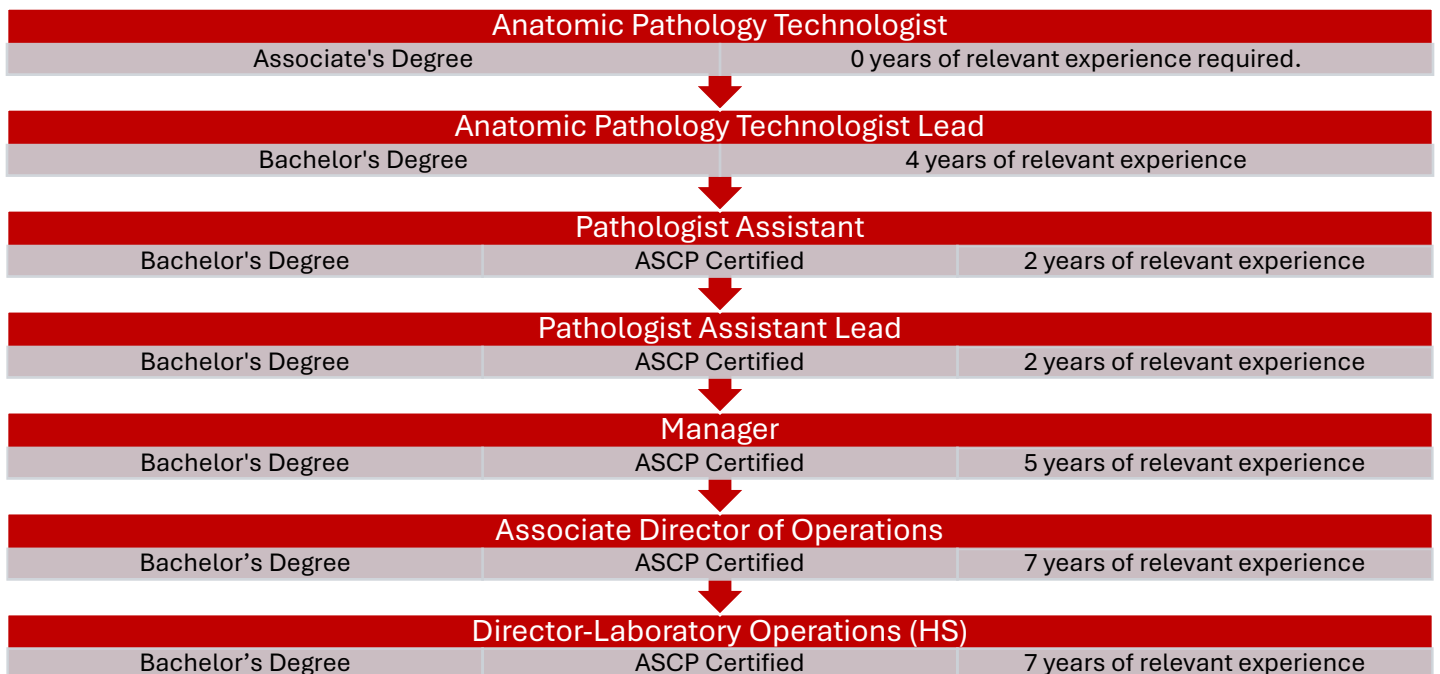 Anatomic Pathology Technologist
Associate's Degree 0 years of relevant experience required.
Anatomic Pathology Technologist Lead
Bachelor's Degree 4 years of relevant experience
Pathologist Assistant
Bachelor's Degree ASCP Certified 2 years of relevant experience
Pathologist Assistant Lead
Bachelor's Degree ASCP Certified 2 years of relevant experience
Manager
Bachelor's Degree ASCP Certified 5 years of relevant experience
Associate Director of Operations
Bachelor’s Degree ASCP Certified 7 years of relevant experience
Director-Laboratory Operations (HS)
Bachelor’s Degree ASCP Certified 7 years of relevant experience